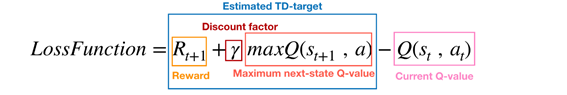 Estimated TD-target
Discount factor
LossFunction = R_{t+1} + γ maxQ(s_{t+1} , a) − Q(s_t , a_t)
Reward Maximum next-state Q-value Current Q-value